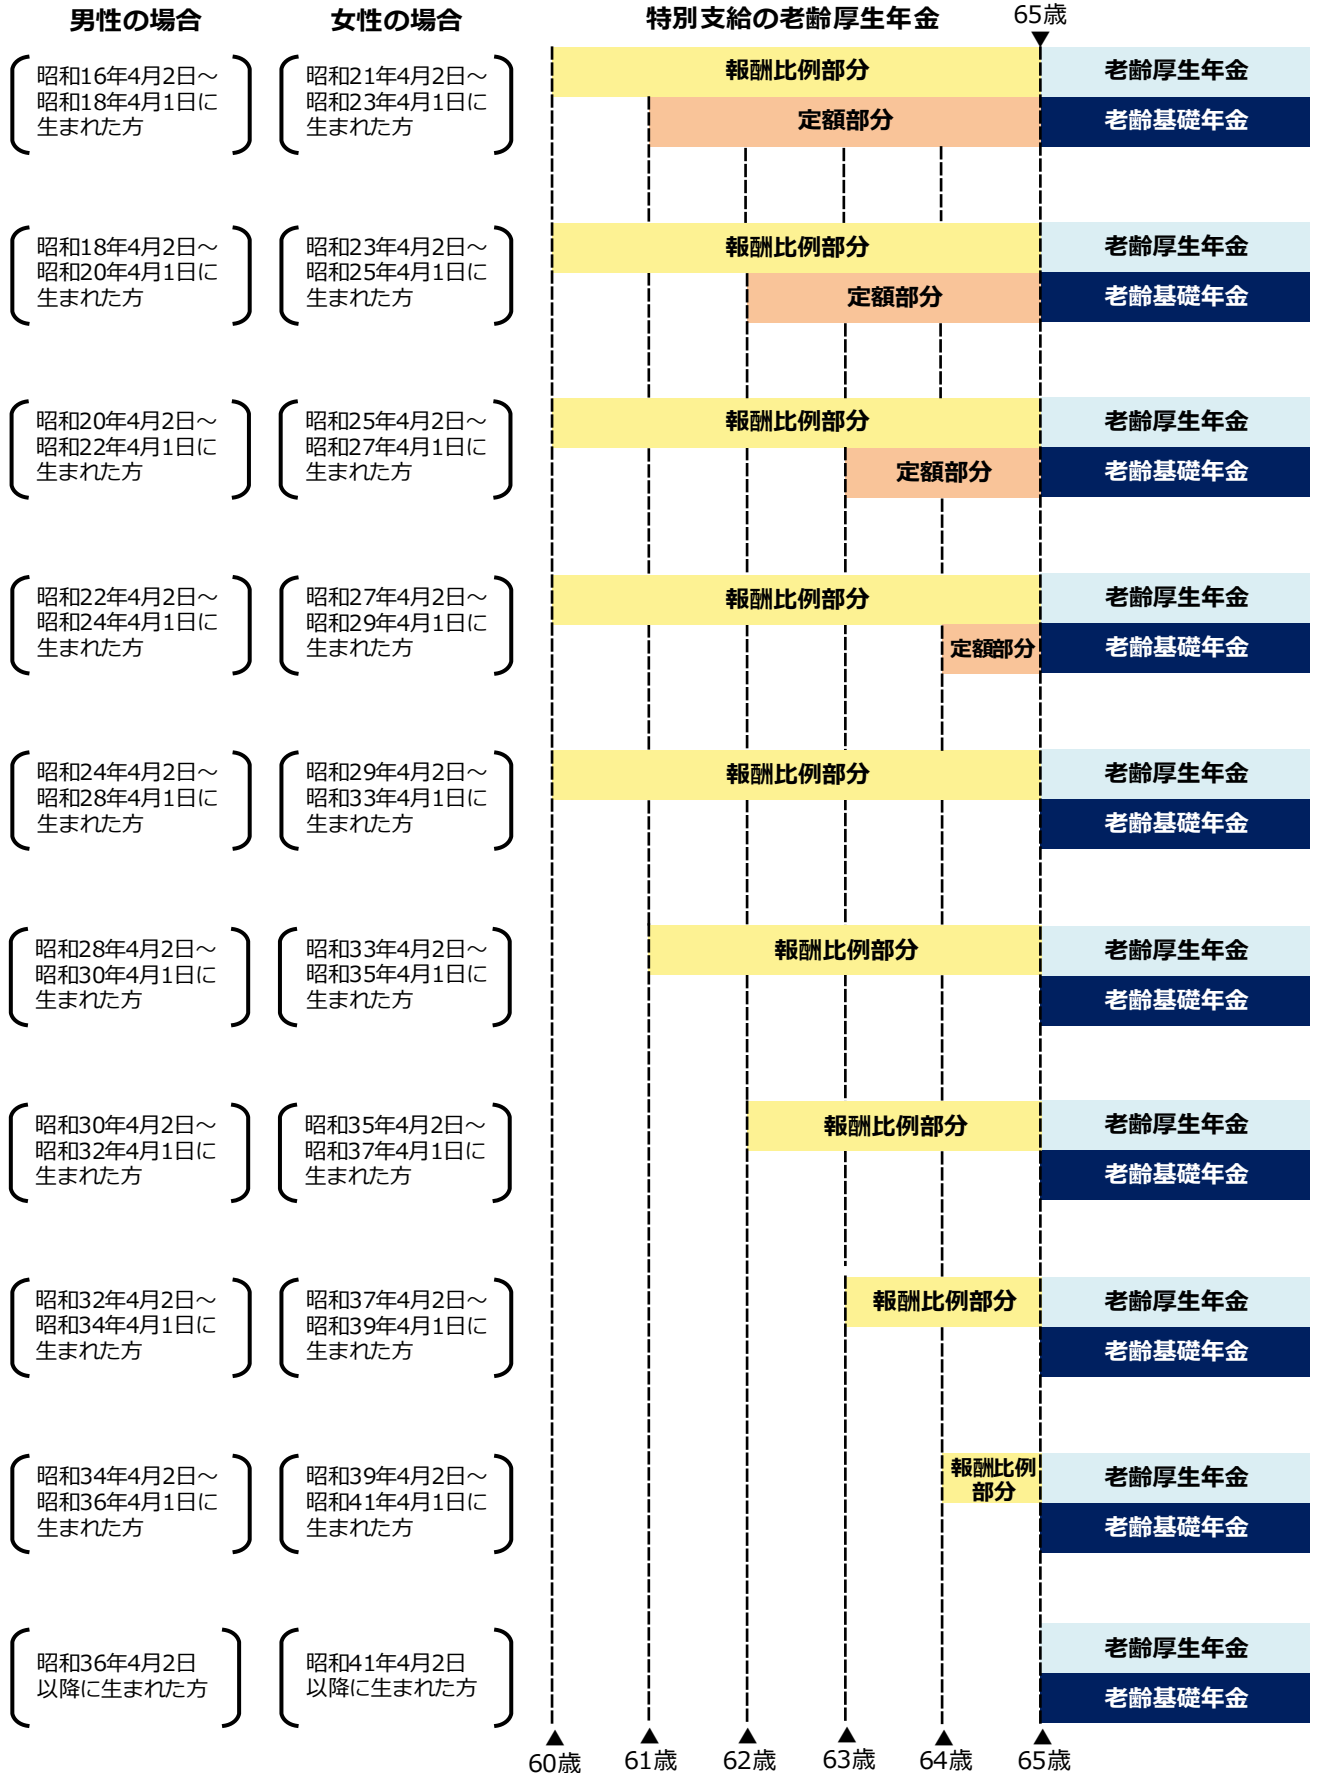 男性の場合
女性の場合
特別支給の老齢厚生年金
65歳
昭和16年4月2日～
昭和18年4月1日に
生まれた方
昭和21年4月2日～
昭和23年4月1日に
生まれた方
報酬比例部分
老齢厚生年金
定額部分
老齢基礎年金
昭和18年4月2日～
昭和20年4月1日に
生まれた方
昭和23年4月2日～
昭和25年4月1日に
生まれた方
報酬比例部分
老齢厚生年金
定額部分
老齢基礎年金
昭和20年4月2日～
昭和22年4月1日に
生まれた方
昭和25年4月2日～
昭和27年4月1日に
生まれた方
報酬比例部分
老齢厚生年金
定額部分
老齢基礎年金
昭和22年4月2日～
昭和24年4月1日に
生まれた方
昭和27年4月2日～
昭和29年4月1日に
生まれた方
報酬比例部分
老齢厚生年金
定額部分
老齢基礎年金
昭和24年4月2日～
昭和28年4月1日に
生まれた方
昭和29年4月2日～
昭和33年4月1日に
生まれた方
報酬比例部分
老齢厚生年金
老齢基礎年金
昭和28年4月2日～
昭和30年4月1日に
生まれた方
昭和33年4月2日～
昭和35年4月1日に
生まれた方
報酬比例部分
老齢厚生年金
老齢基礎年金
昭和30年4月2日～
昭和32年4月1日に
生まれた方
昭和35年4月2日～
昭和37年4月1日に
生まれた方
報酬比例部分
老齢厚生年金
老齢基礎年金
昭和32年4月2日～
昭和34年4月1日に
生まれた方
昭和37年4月2日～
昭和39年4月1日に
生まれた方
報酬比例部分
老齢厚生年金
老齢基礎年金
昭和34年4月2日～
昭和36年4月1日に
生まれた方
昭和39年4月2日～
昭和41年4月1日に
生まれた方
報酬比例
部分
老齢厚生年金
老齢基礎年金
昭和36年4月2日
以降に生まれた方
昭和41年4月2日
以降に生まれた方
老齢厚生年金
老齢基礎年金
60歳
61歳
62歳
63歳
64歳
65歳